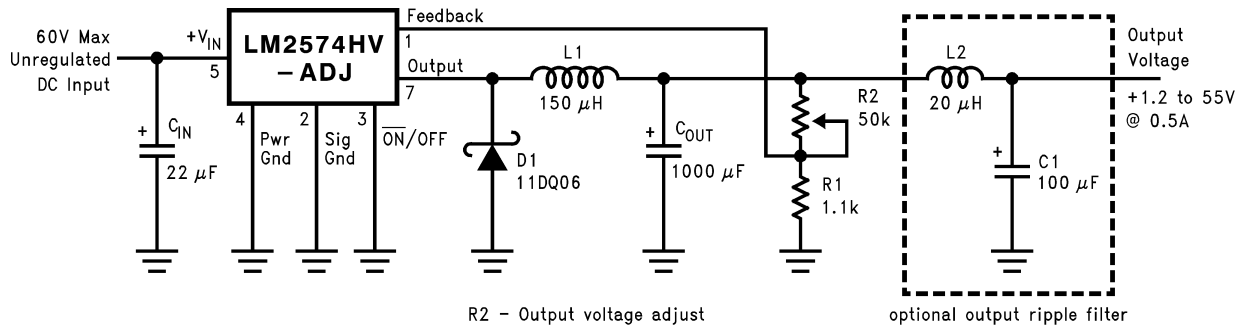 60V Max
Unregulated
DC Input
+VIN
5
LM2574HV
-ADJ
Feedback
1
Output
7
4
Pwr
Gnd
2
Sig
Gnd
3
ON/OFF
+
CIN
22 μF
D1
11DQ06
L1
150 μH
+
COUT
1000 μF
R2
50k
R1
1.1k
L2
20 μH
+
C1
100 μF
Output
Voltage
+1.2 to 55V
@ 0.5A
R2 - Output voltage adjust
optional output ripple filter